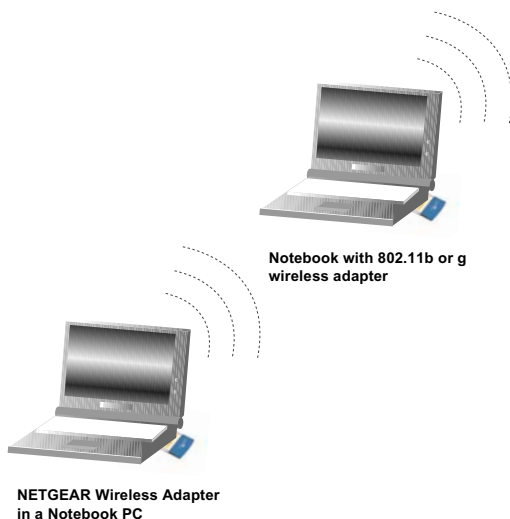 Notebook with 802.11b or g
wireless adapter
NETGEAR Wireless Adapter
in a Notebook PC